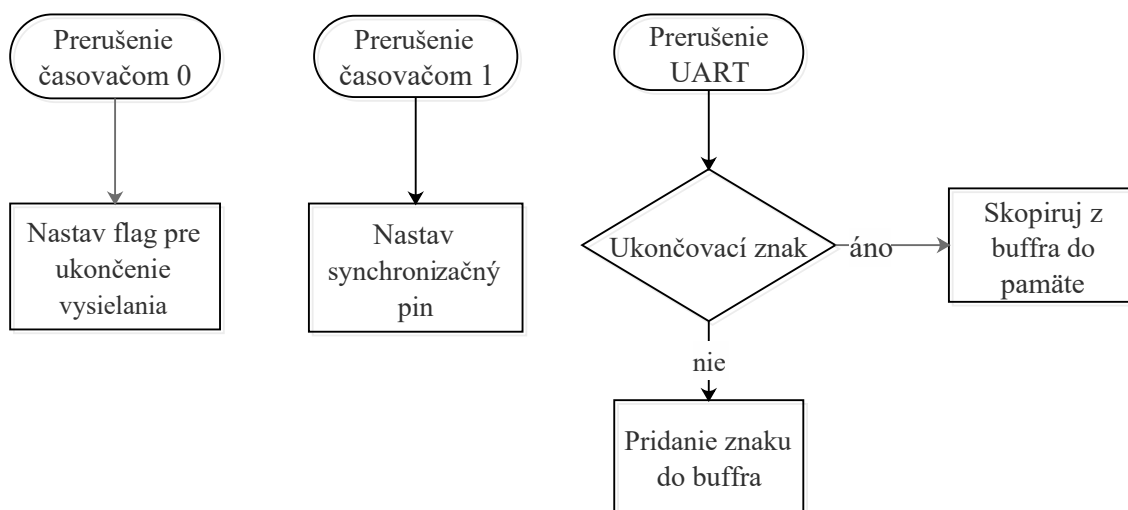 Prerušenie
časovačom 0
Nastav flag pre
ukončenie
vysielania
Prerušenie
časovačom 1
Nastav
synchronizačný
pin
Prerušenie
UART
Ukončovací znak
áno
Skopiruj z
buffra do
pamäte
nie
Pridanie znaku
do buffra